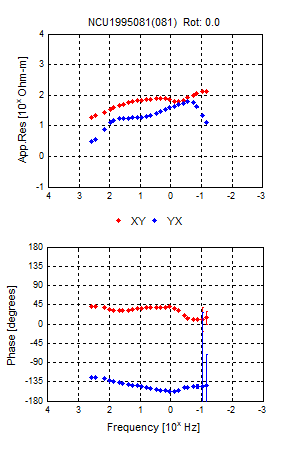 NCU1995081(081) Rot: 0.0
App.Res [10ˣ Ohm-m]
4
3
2
1
0
-1
4 3 2 1 0 -1 -2 -3
XY YX
Phase [degrees]
180
135
90
45
0
-45
-90
-135
-180
4 3 2 1 0 -1 -2 -3
Frequency [10ˣ Hz]